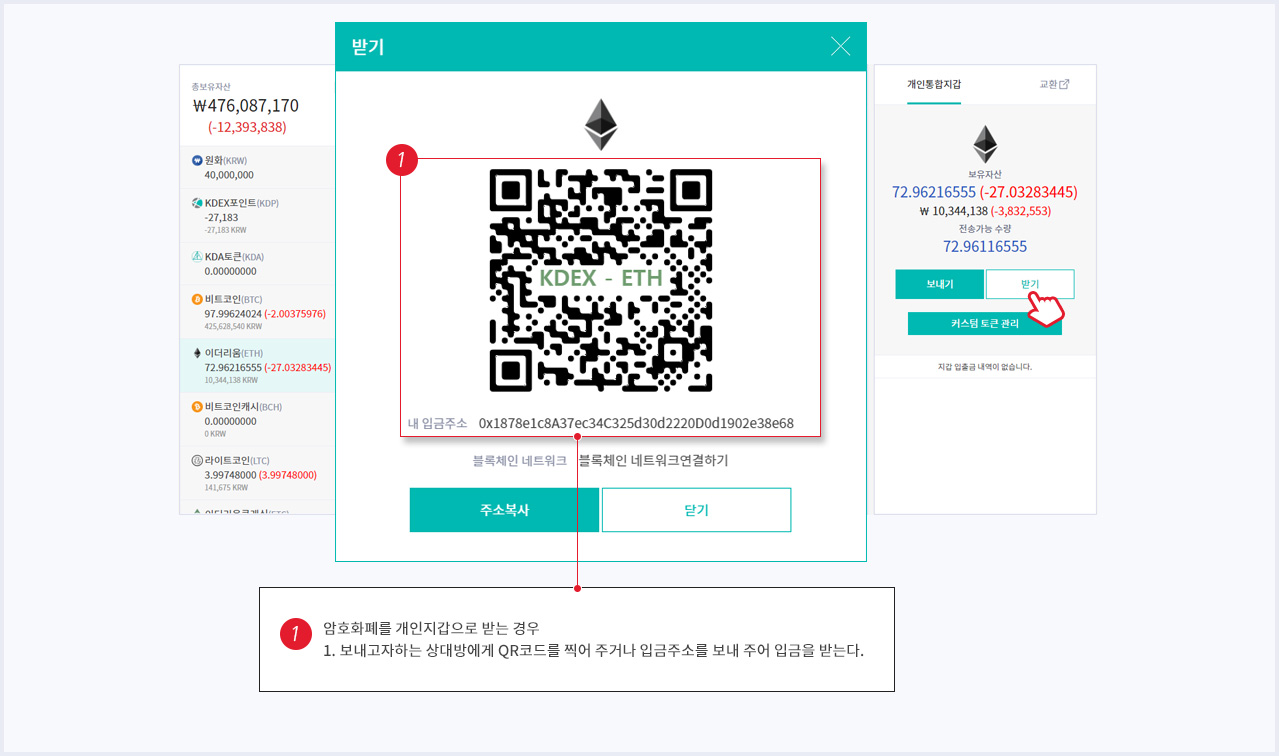 받기
총보유자산
₩476,087,170
(-12,393,838)
원화(KRW)
40,000,000
KDEX포인트(KDP)
-27,183
-27,183 KRW
KDA토큰(KDA)
0.00000000
비트코인(BTC)
97.99624024 (-2.00375976)
425,628,540 KRW
이더리움(ETH)
72.96216555 (-27.03283445)
10,344,138 KRW
비트코인캐시(BCH)
0.00000000
0 KRW
라이트코인(LTC)
3.99748000 (3.99748000)
141,675 KRW
1
KDEX - ETH
내 입금주소 0x1878e1c8A37ec34C325d30d2220D0d1902e38e68
블록체인 네트워크 블록체인 네트워크연결하기
주소복사 닫기
개인통합지갑 교환
보유자산
72.96216555 (-27.03283445)
₩ 10,344,138 (-3,832,553)
전송가능 수량
72.96116555
보내기 받기
커스텀 토큰 관리
지갑 입출금 내역이 없습니다.
1
암호화폐를 개인지갑으로 받는 경우
1. 보내고자하는 상대방에게 QR코드를 찍어 주거나 입금주소를 보내 주어 입금을 받는다.